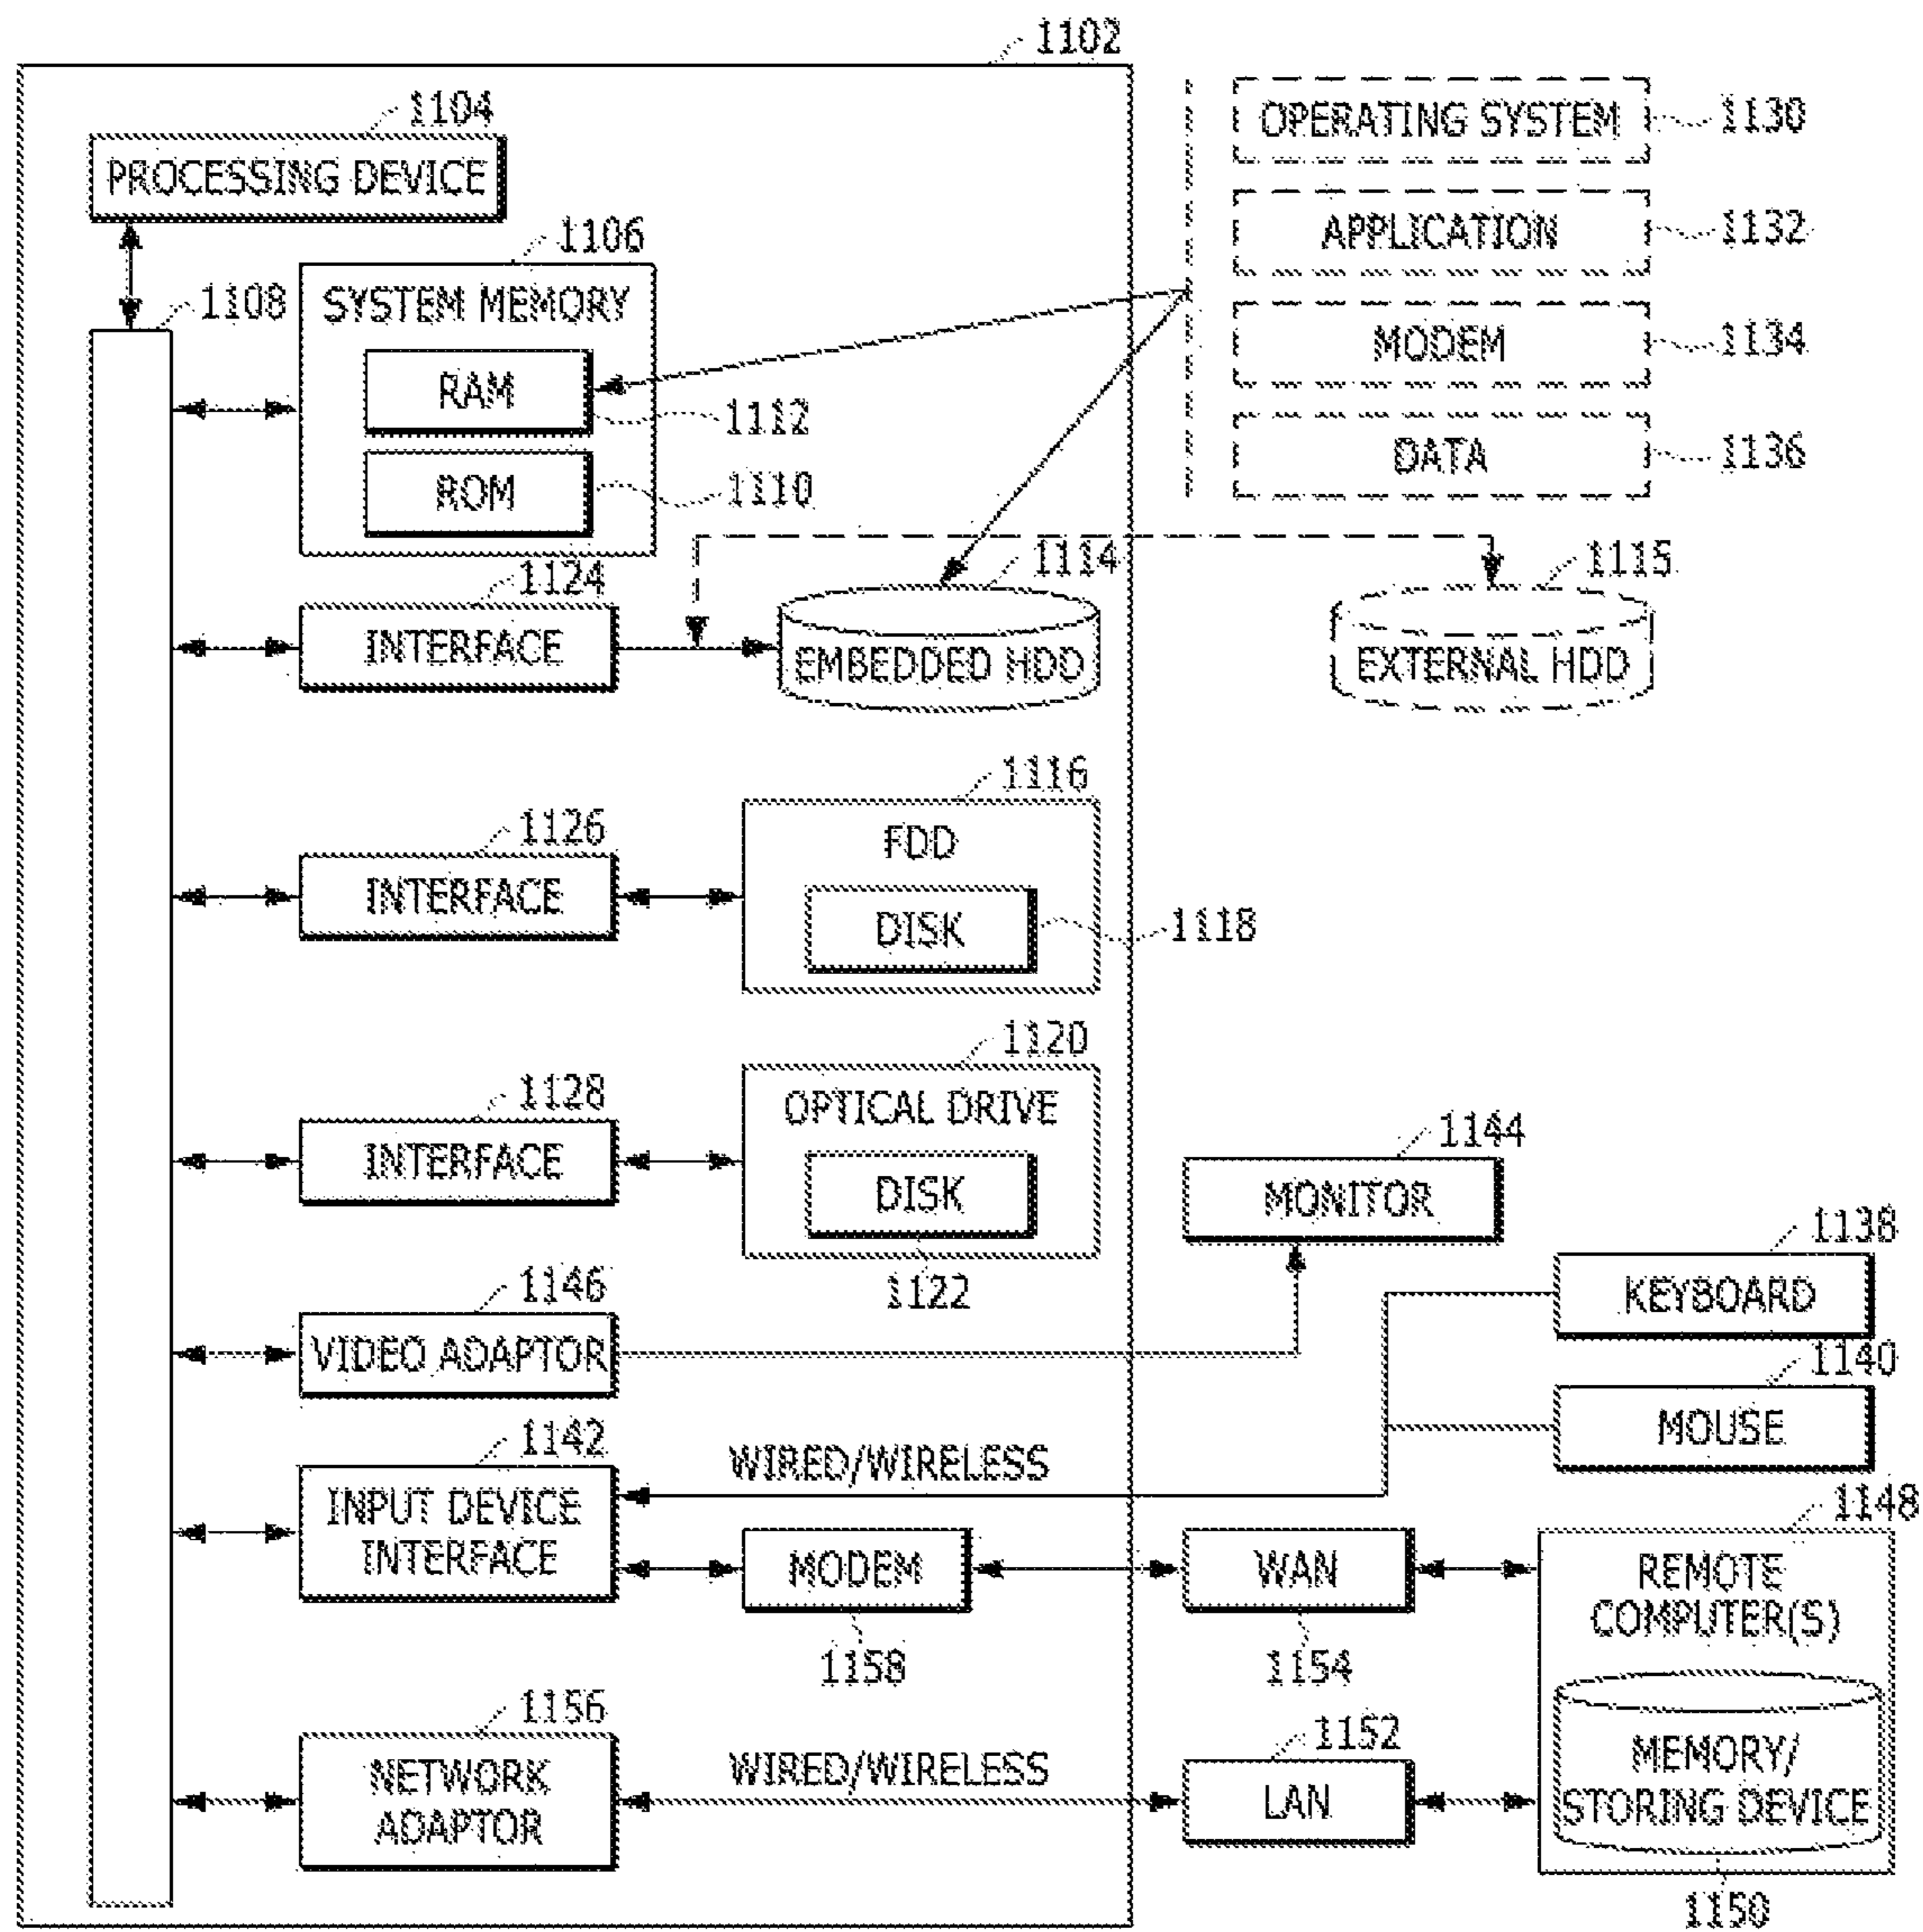 1102
1104
PROCESSING DEVICE
1106
SYSTEM MEMORY
1108
RAM
1112
ROM
1110
OPERATING SYSTEM
1130
APPLICATION
1132
MODEM
1134
DATA
1136
1124
INTERFACE
1114
EMBEDDED HDD
1115
EXTERNAL HDD
1116
FDD
1126
INTERFACE
DISK
1118
1120
OPTICAL DRIVE
1128
INTERFACE
DISK
1122
1144
MONITOR
1138
KEYBOARD
1146
VIDEO ADAPTOR
1140
MOUSE
1142
INPUT DEVICE
INTERFACE
WIRED/WIRELESS
MODEM
1158
WAN
1154
1148
REMOTE
COMPUTER(S)
MEMORY/
STORING DEVICE
1150
1156
NETWORK
ADAPTOR
WIRED/WIRELESS
1152
LAN